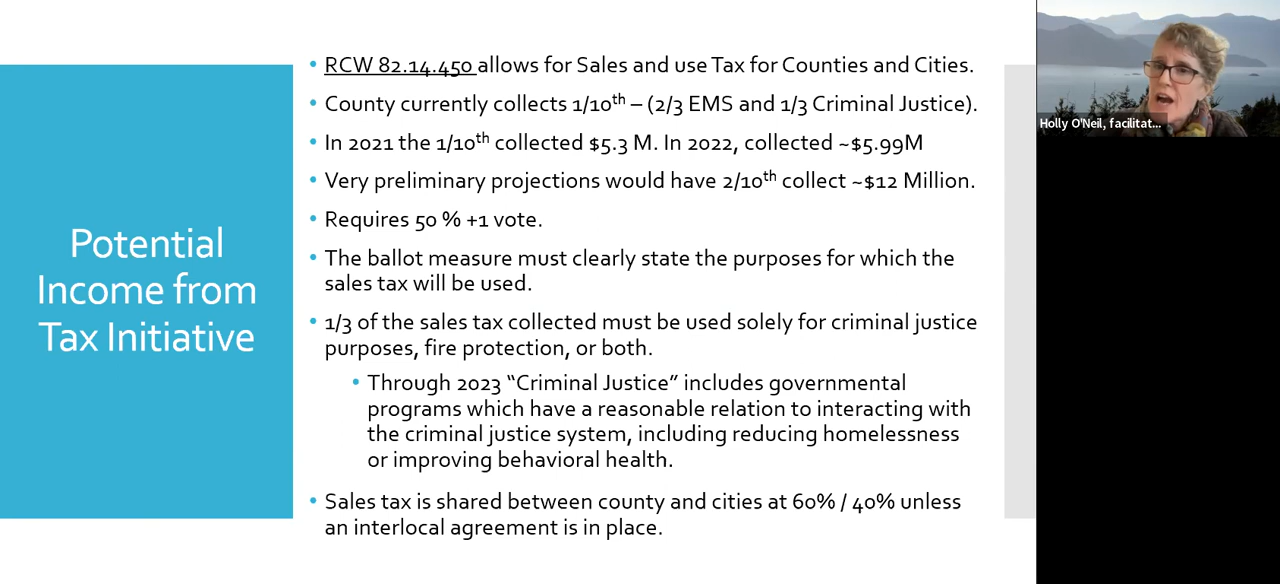 Potential
Income from
Tax Initiative
• RCW 82.14.450 allows for Sales and use Tax for Counties and Cities.
• County currently collects 1/10th – (2/3 EMS and 1/3 Criminal Justice).
• In 2021 the 1/10th collected $5.3 M. In 2022, collected ~$5.99M
• Very preliminary projections would have 2/10th collect ~$12 Million.
• Requires 50 % +1 vote.
• The ballot measure must clearly state the purposes for which the
sales tax will be used.
• 1/3 of the sales tax collected must be used solely for criminal justice
purposes, fire protection, or both.
• Through 2023 “Criminal Justice” includes governmental
programs which have a reasonable relation to interacting with
the criminal justice system, including reducing homelessness
or improving behavioral health.
• Sales tax is shared between county and cities at 60% / 40% unless
an interlocal agreement is in place.
Holly O'Neil, facilitat...